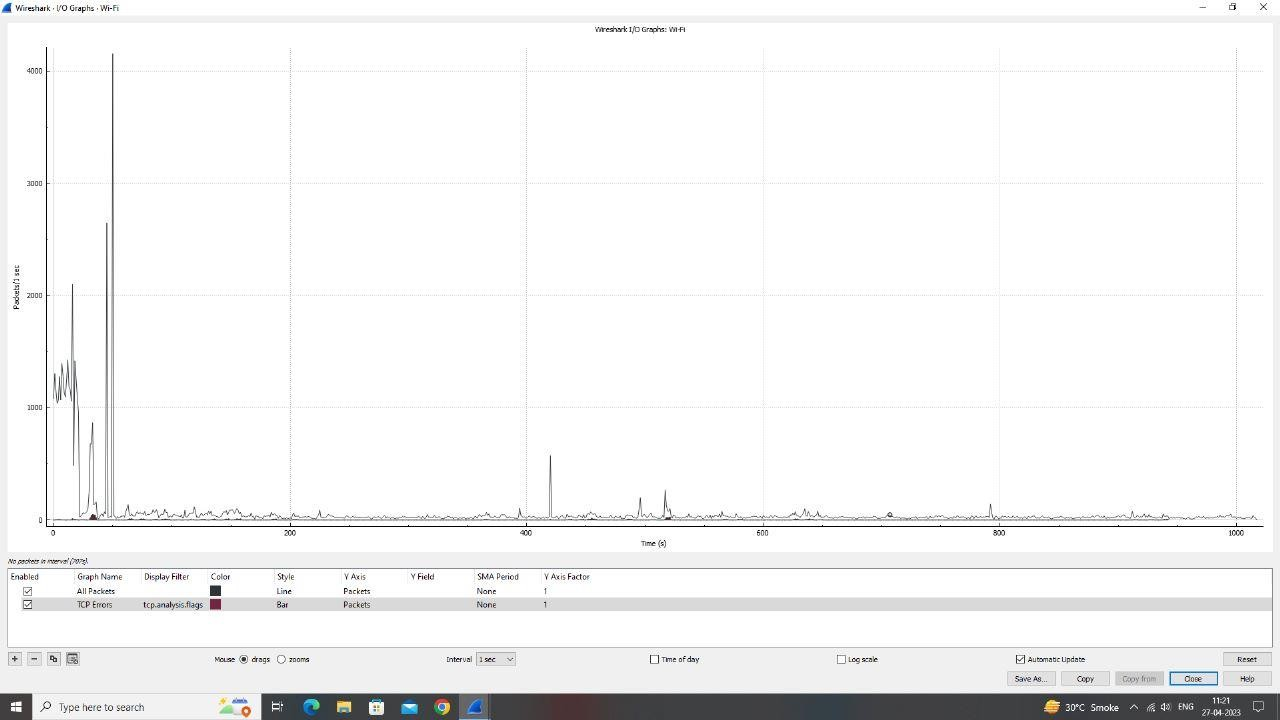 Wireshark · I/O Graphs · Wi-Fi
Wireshark I/O Graphs: Wi-Fi
4000
3000
2000
1000
0
Packets/1 sec
0 200 400 600 800 1000
Time (s)
No packets in interval (707s).
Enabled Graph Name Display Filter Color Style Y Axis Y Field SMA Period Y Axis Factor
All Packets Line Packets None 1
TCP Errors tcp.analysis.flags Bar Packets None 1
Mouse drags zooms Interval 1 sec Time of day Log scale Automatic Update Reset
Save As... Copy Copy from Close Help
Type here to search
30°C Smoke ENG 11:21
27-04-2023